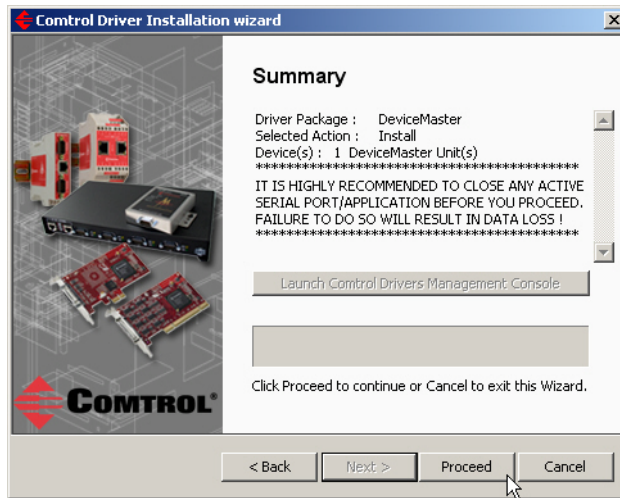 Comtrol Driver Installation wizard
Summary
Driver Package : DeviceMaster
Selected Action : Install
Device(s) : 1 DeviceMaster Unit(s)
******************************************************
IT IS HIGHLY RECOMMENDED TO CLOSE ANY ACTIVE
SERIAL PORT/APPLICATION BEFORE YOU PROCEED.
FAILURE TO DO SO WILL RESULT IN DATA LOSS !
******************************************************
Launch Comtrol Drivers Management Console
Click Proceed to continue or Cancel to exit this Wizard.
COMTROL®
< Back Next > Proceed Cancel